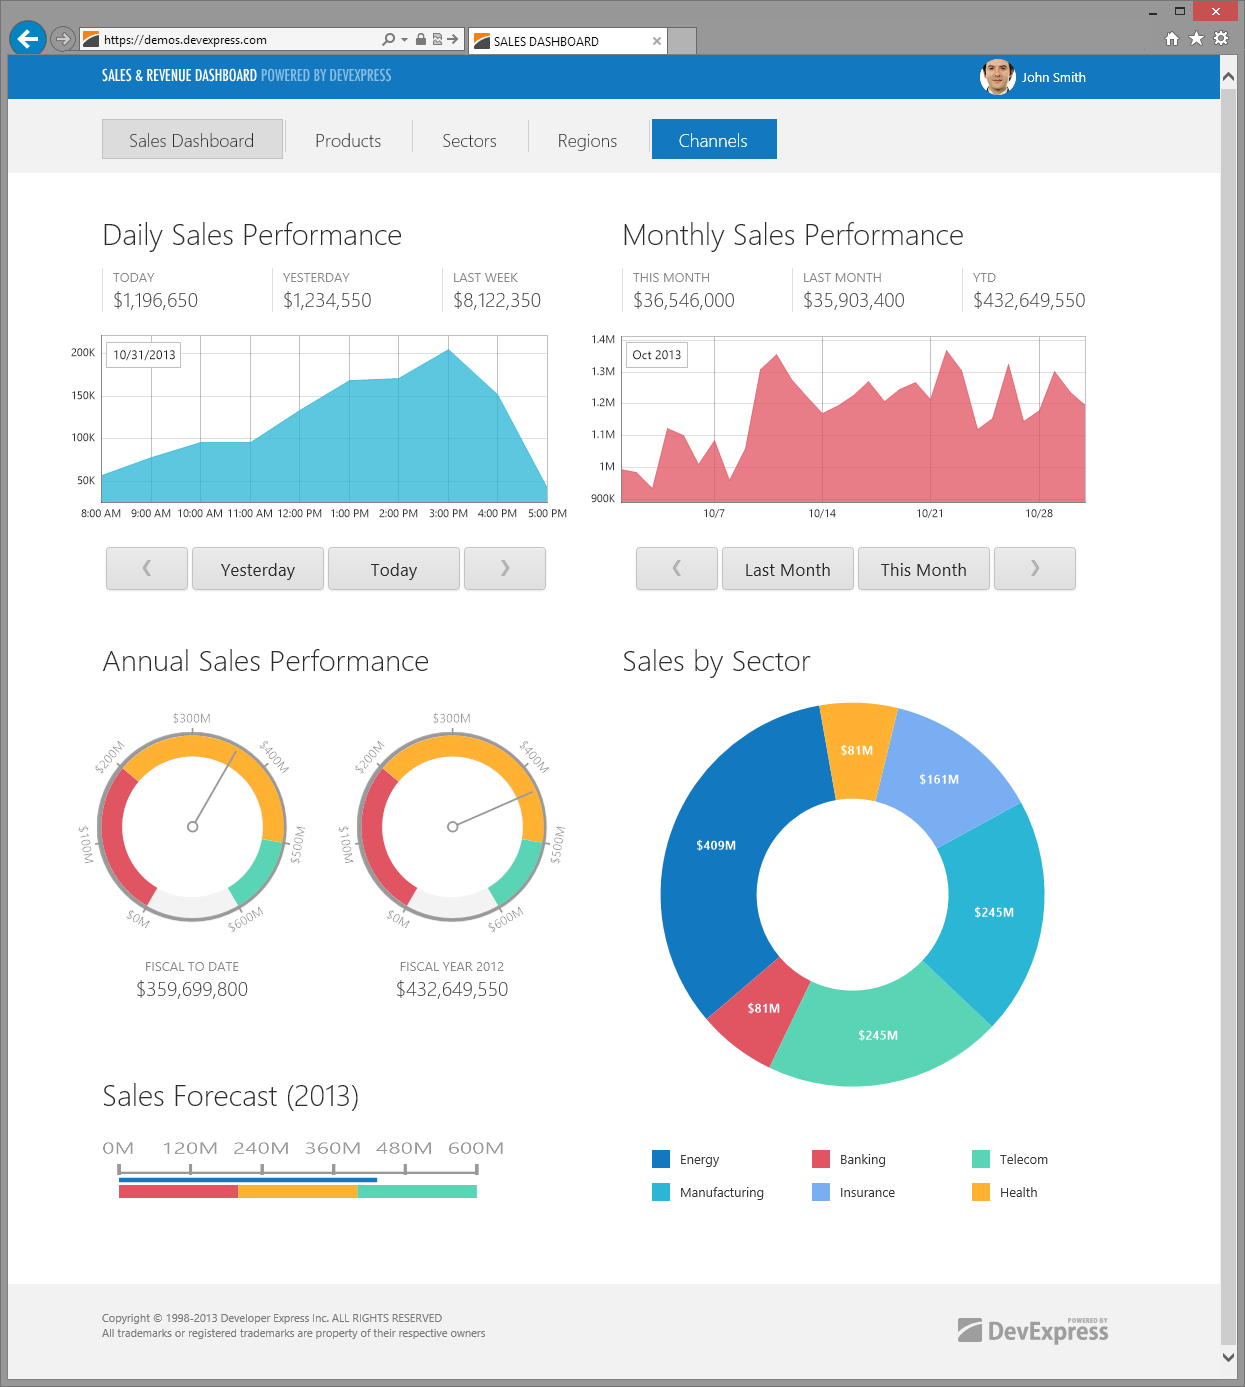 https://demos.devexpress.com
SALES DASHBOARD
SALES & REVENUE DASHBOARD POWERED BY DEVEXPRESS
John Smith
Sales Dashboard
Products
Sectors
Regions
Channels
Daily Sales Performance
TODAY
$1,196,650
YESTERDAY
$1,234,550
LAST WEEK
$8,122,350
200K
150K
100K
50K
10/31/2013
8:00 AM 9:00 AM 10:00 AM 11:00 AM 12:00 PM 1:00 PM 2:00 PM 3:00 PM 4:00 PM 5:00 PM
Yesterday
Today
Monthly Sales Performance
THIS MONTH
$36,546,000
LAST MONTH
$35,903,400
YTD
$432,649,550
1.4M
1.3M
1.2M
1.1M
1M
900K
Oct 2013
10/7 10/14 10/21 10/28
Last Month
This Month
Annual Sales Performance
$0M
$100M
$200M
$300M
$400M
$500M
$600M
FISCAL TO DATE
$359,699,800
$0M
$100M
$200M
$300M
$400M
$500M
$600M
FISCAL YEAR 2012
$432,649,550
Sales by Sector
$81M
$161M
$409M
$245M
$81M
$245M
Energy
Banking
Telecom
Manufacturing
Insurance
Health
Sales Forecast (2013)
0M 120M 240M 360M 480M 600M
Copyright © 1998-2013 Developer Express Inc. ALL RIGHTS RESERVED
All trademarks or registered trademarks are property of their respective owners
POWERED BY
DevExpress